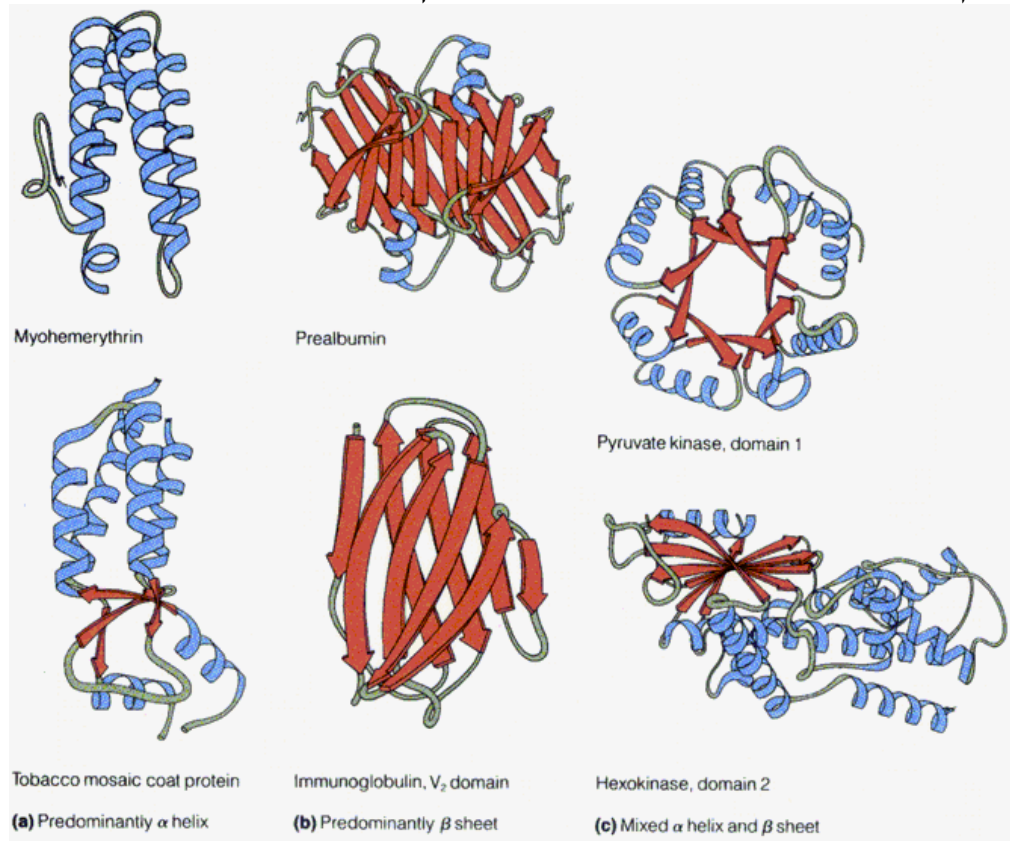 Myohemerythrin
Prealbumin
Pyruvate kinase, domain 1
Tobacco mosaic coat protein
Immunoglobulin, V₂ domain
Hexokinase, domain 2
(a) Predominantly α helix
(b) Predominantly β sheet
(c) Mixed α helix and β sheet